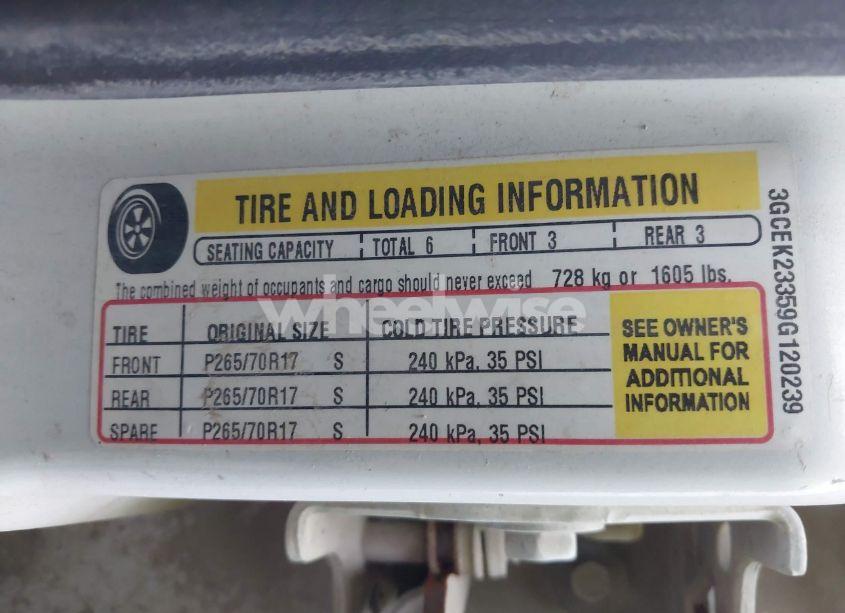 TIRE AND LOADING INFORMATION
SEATING CAPACITY TOTAL 6 FRONT 3 REAR 3
The combined weight of occupants and cargo should never exceed 728 kg or 1605 lbs.
TIRE ORIGINAL SIZE COLD TIRE PRESSURE
FRONT P265/70R17 S 240 kPa, 35 PSI
REAR P265/70R17 S 240 kPa, 35 PSI
SPARE P265/70R17 S 240 kPa, 35 PSI
SEE OWNER'S
MANUAL FOR
ADDITIONAL
INFORMATION
3GCEK23359G120239
wheelwise